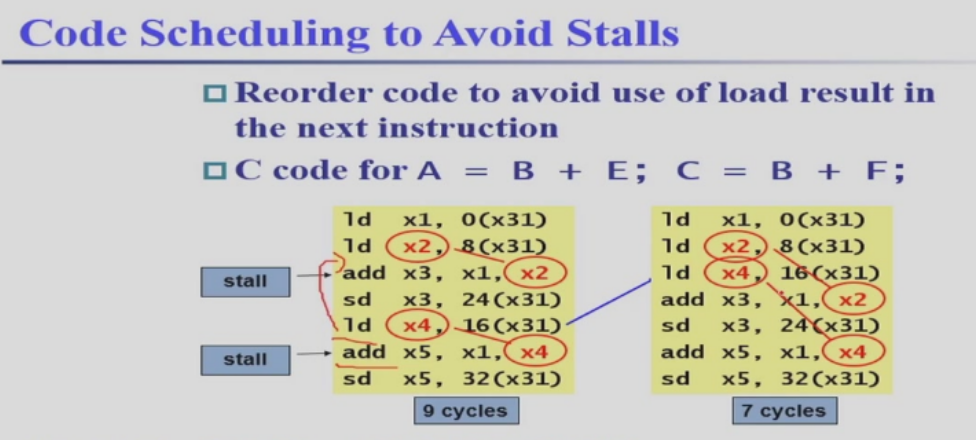 Code Scheduling to Avoid Stalls
Reorder code to avoid use of load result in
the next instruction
C code for A = B + E; C = B + F;
ld x1, 0(x31)
ld x2, 8(x31)
stall
add x3, x1, x2
sd x3, 24(x31)
ld x4, 16(x31)
stall
add x5, x1, x4
sd x5, 32(x31)
9 cycles
ld x1, 0(x31)
ld x2, 8(x31)
ld x4, 16(x31)
add x3, x1, x2
sd x3, 24(x31)
add x5, x1, x4
sd x5, 32(x31)
7 cycles